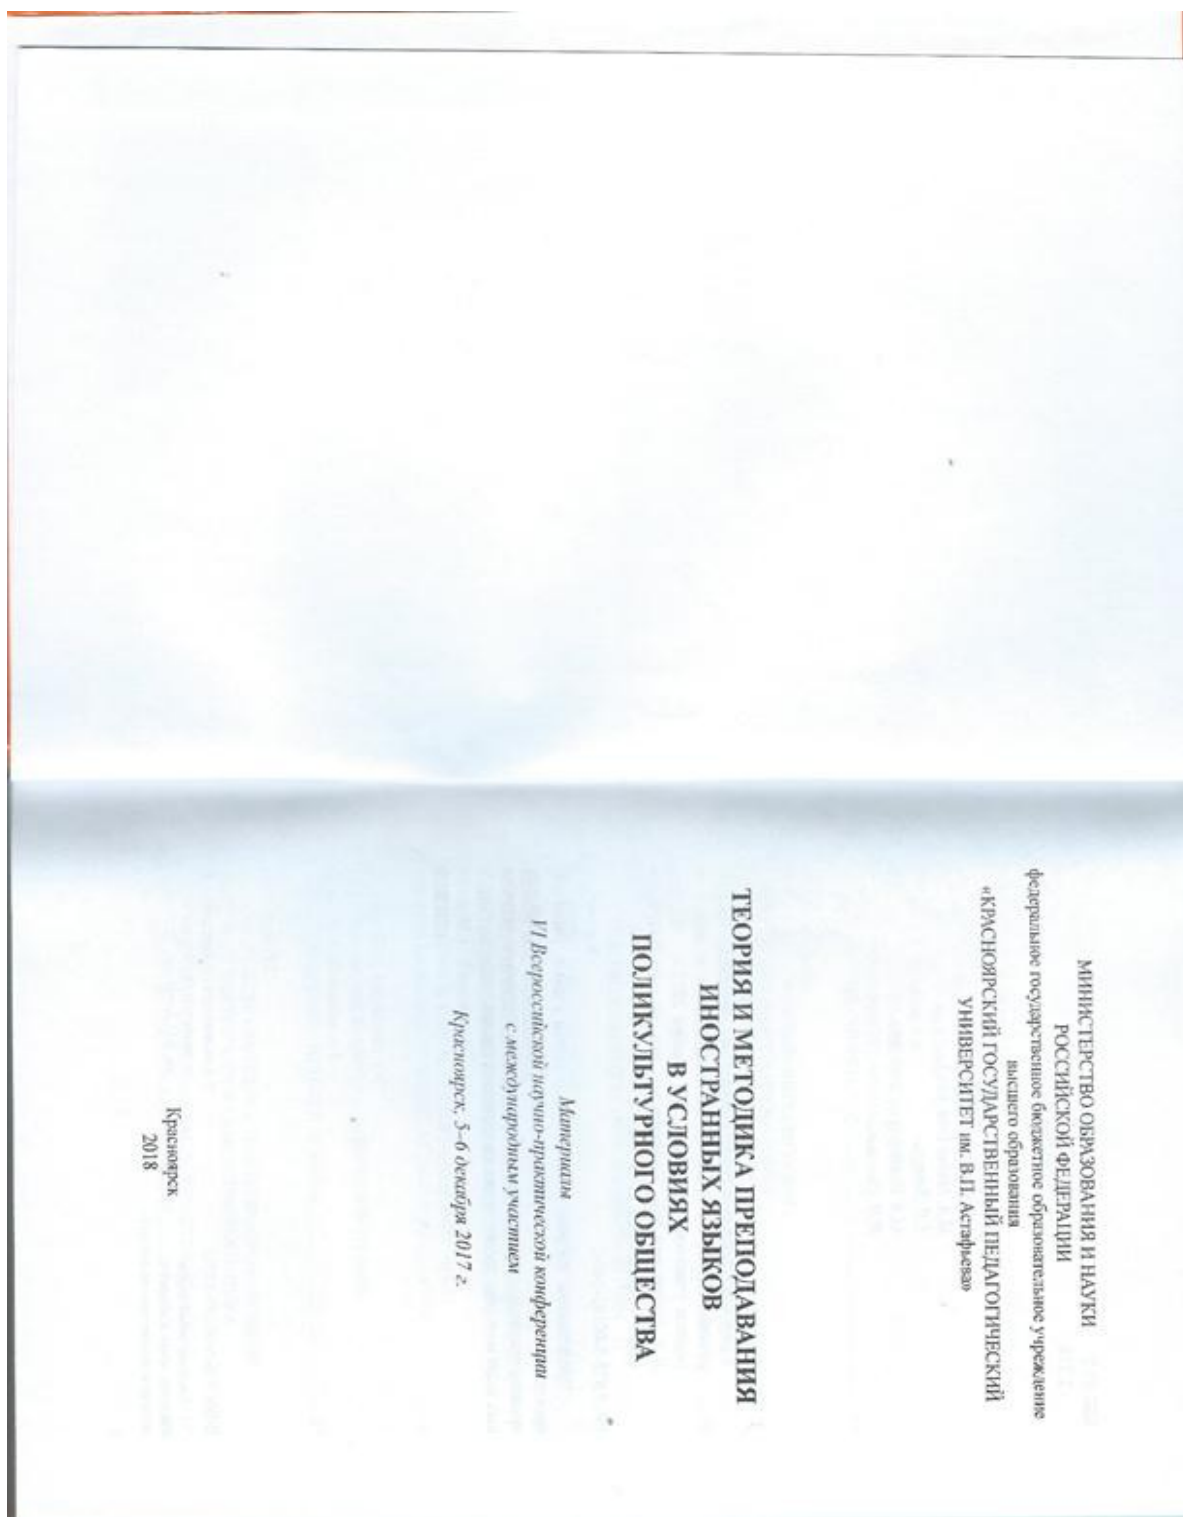 МИНИСТЕРСТВО ОБРАЗОВАНИЯ И НАУКИ
РОССИЙСКОЙ ФЕДЕРАЦИИ
федеральное государственное бюджетное образовательное учреждение
высшего образования
«КРАСНОЯРСКИЙ ГОСУДАРСТВЕННЫЙ ПЕДАГОГИЧЕСКИЙ
УНИВЕРСИТЕТ им. В.П. Астафьева»
ТЕОРИЯ И МЕТОДИКА ПРЕПОДАВАНИЯ
ИНОСТРАННЫХ ЯЗЫКОВ
В УСЛОВИЯХ
ПОЛИКУЛЬТУРНОГО ОБЩЕСТВА
Материалы
VI Всероссийской научно-практической конференции
с международным участием
Красноярск, 5–6 декабря 2017 г.
Красноярск
2018